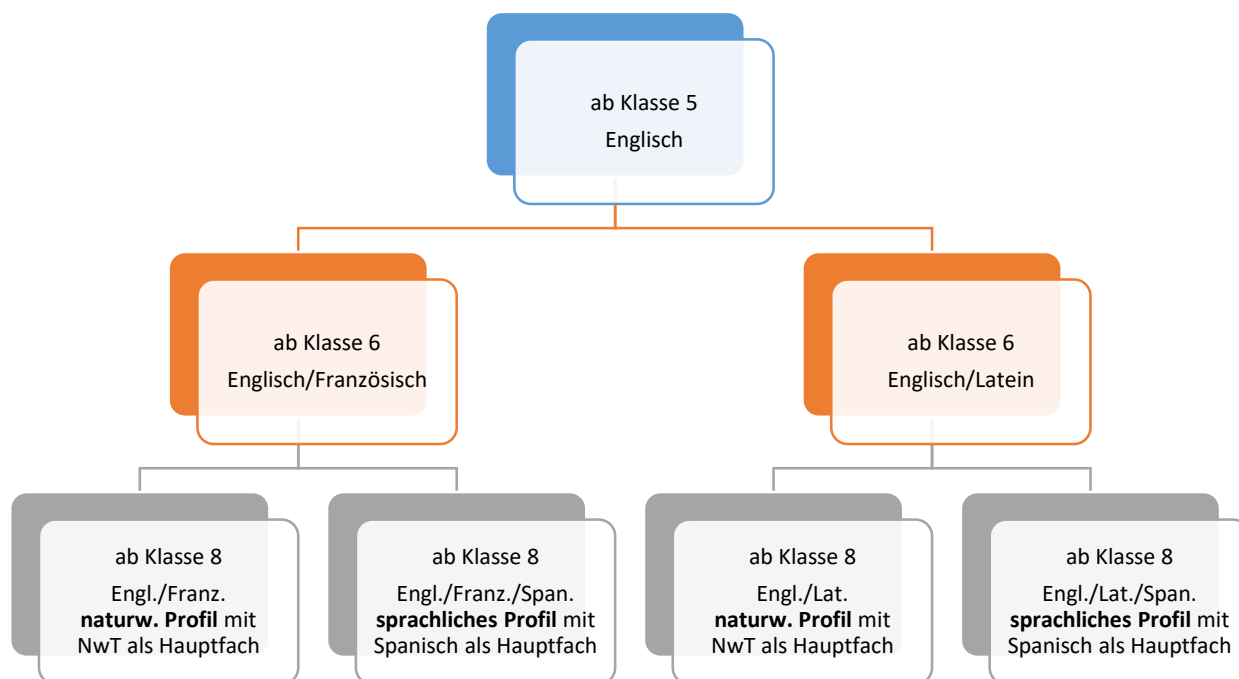 ab Klasse 5
Englisch
ab Klasse 6
Englisch/Französisch
ab Klasse 6
Englisch/Latein
ab Klasse 8
Engl./Franz.
naturw. Profil mit
NwT als Hauptfach
ab Klasse 8
Engl./Franz./Span.
sprachliches Profil mit
Spanisch als Hauptfach
ab Klasse 8
Engl./Lat.
naturw. Profil mit
NwT als Hauptfach
ab Klasse 8
Engl./Lat./Span.
sprachliches Profil mit
Spanisch als Hauptfach